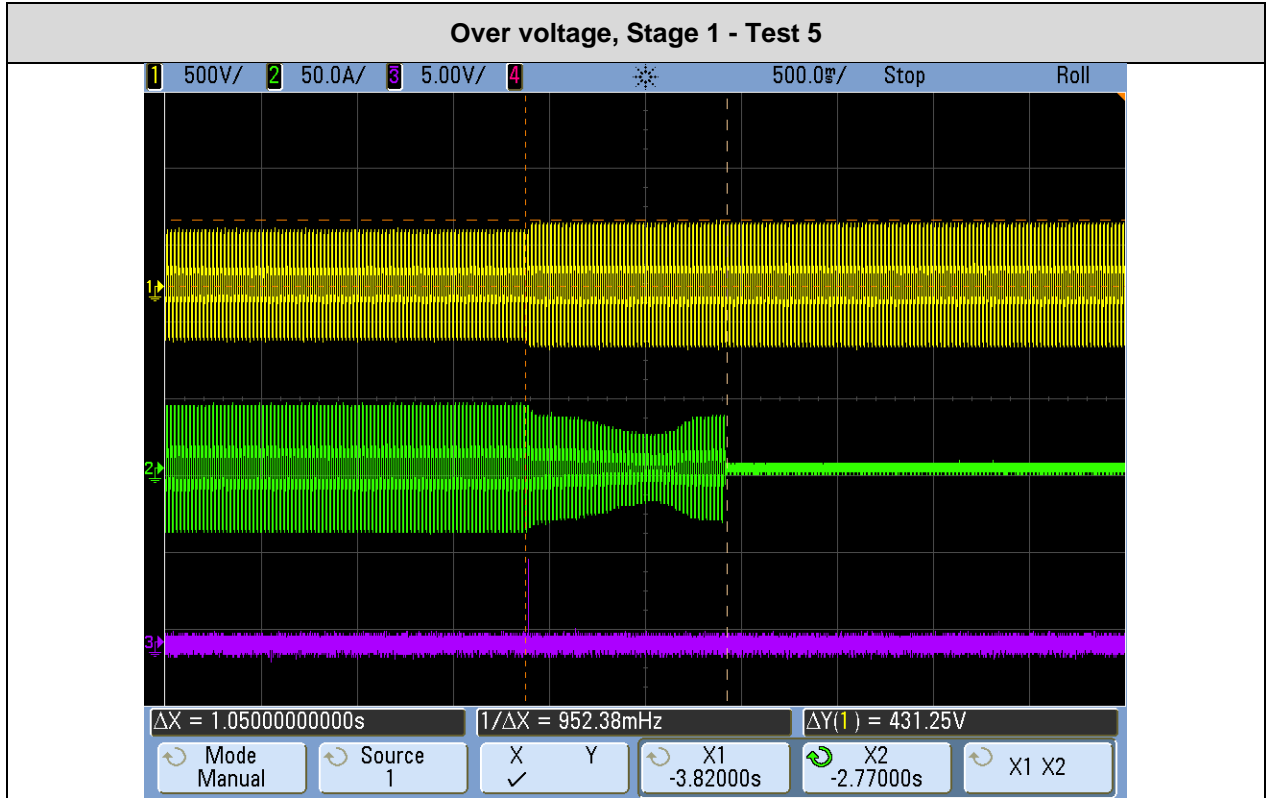 Over voltage, Stage 1 - Test 5
1 500V/ 2 50.0A/ 3 5.00V/ 4 500.0ms/ Stop Roll
1
2
3
ΔX = 1.05000000000s 1/ΔX = 952.38mHz ΔY(1) = 431.25V
Mode Source X Y X1 X2 X1 X2
Manual 1 ✓ -3.82000s -2.77000s